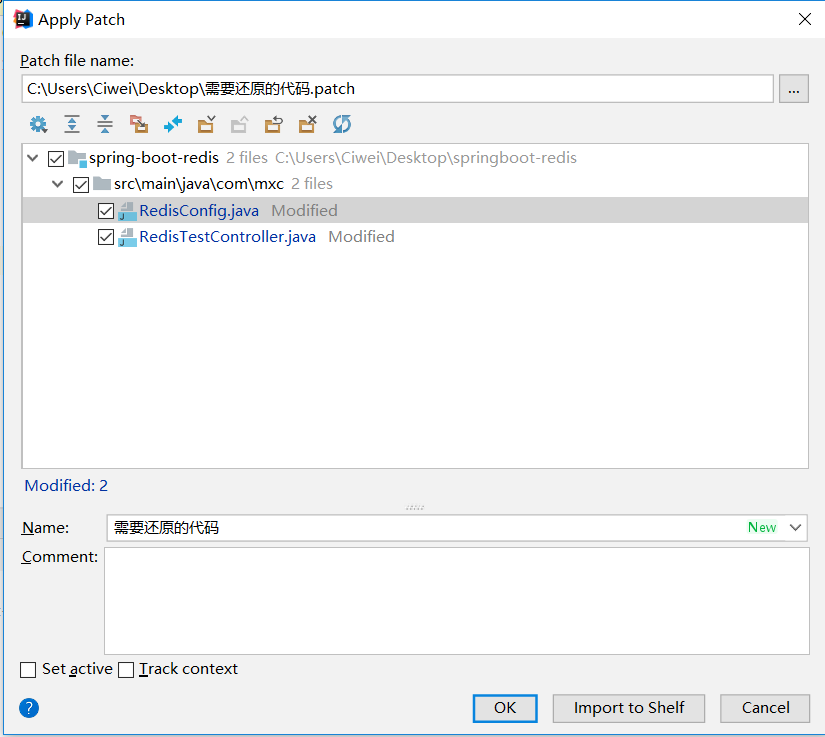 Apply Patch
Patch file name:
C:\Users\Ciwei\Desktop\需要还原的代码.patch
...
spring-boot-redis 2 files C:\Users\Ciwei\Desktop\springboot-redis
src\main\java\com\mxc 2 files
RedisConfig.java Modified
RedisTestController.java Modified
Modified: 2
Name: 需要还原的代码 New
Comment:
Set active Track context
? OK Import to Shelf Cancel